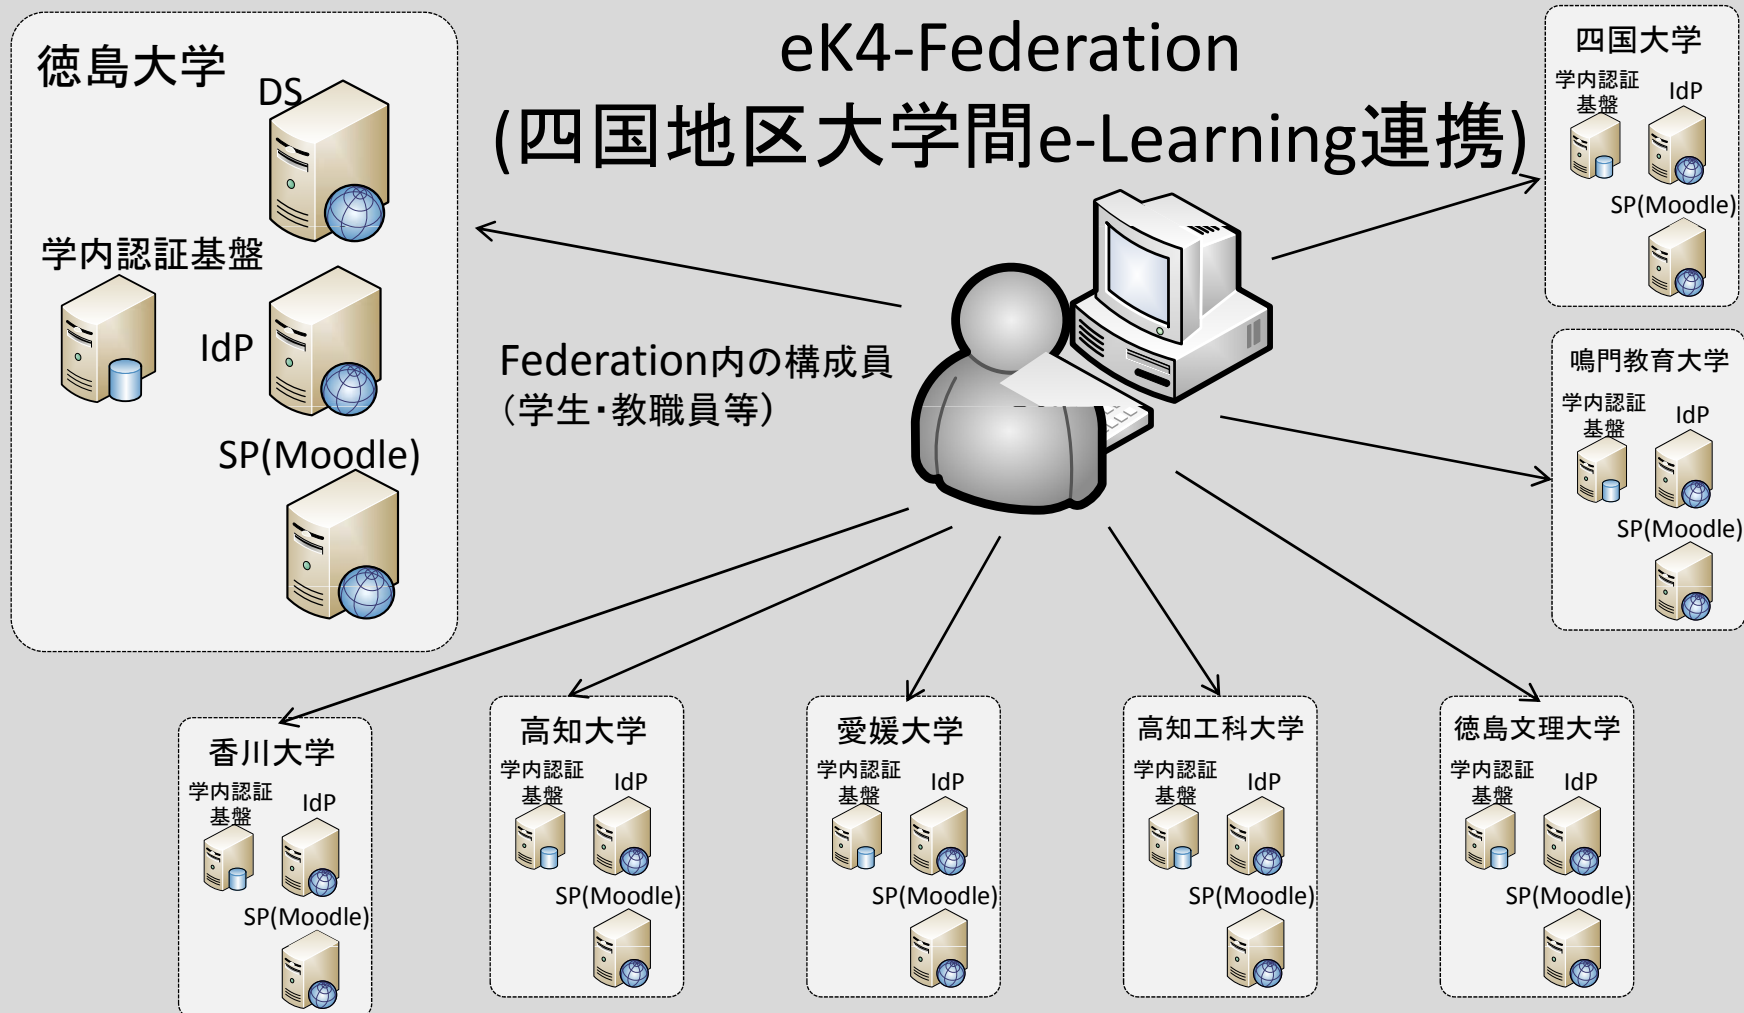 eK4-Federation
(四国地区大学間e-Learning連携)
徳島大学
DS
学内認証基盤
IdP
SP(Moodle)
Federation内の構成員
(学生・教職員等)
四国大学
学内認証
基盤
IdP
SP(Moodle)
鳴門教育大学
学内認証
基盤
IdP
SP(Moodle)
香川大学
学内認証
基盤
IdP
SP(Moodle)
高知大学
学内認証
基盤
IdP
SP(Moodle)
愛媛大学
学内認証
基盤
IdP
SP(Moodle)
高知工科大学
学内認証
基盤
IdP
SP(Moodle)
徳島文理大学
学内認証
基盤
IdP
SP(Moodle)